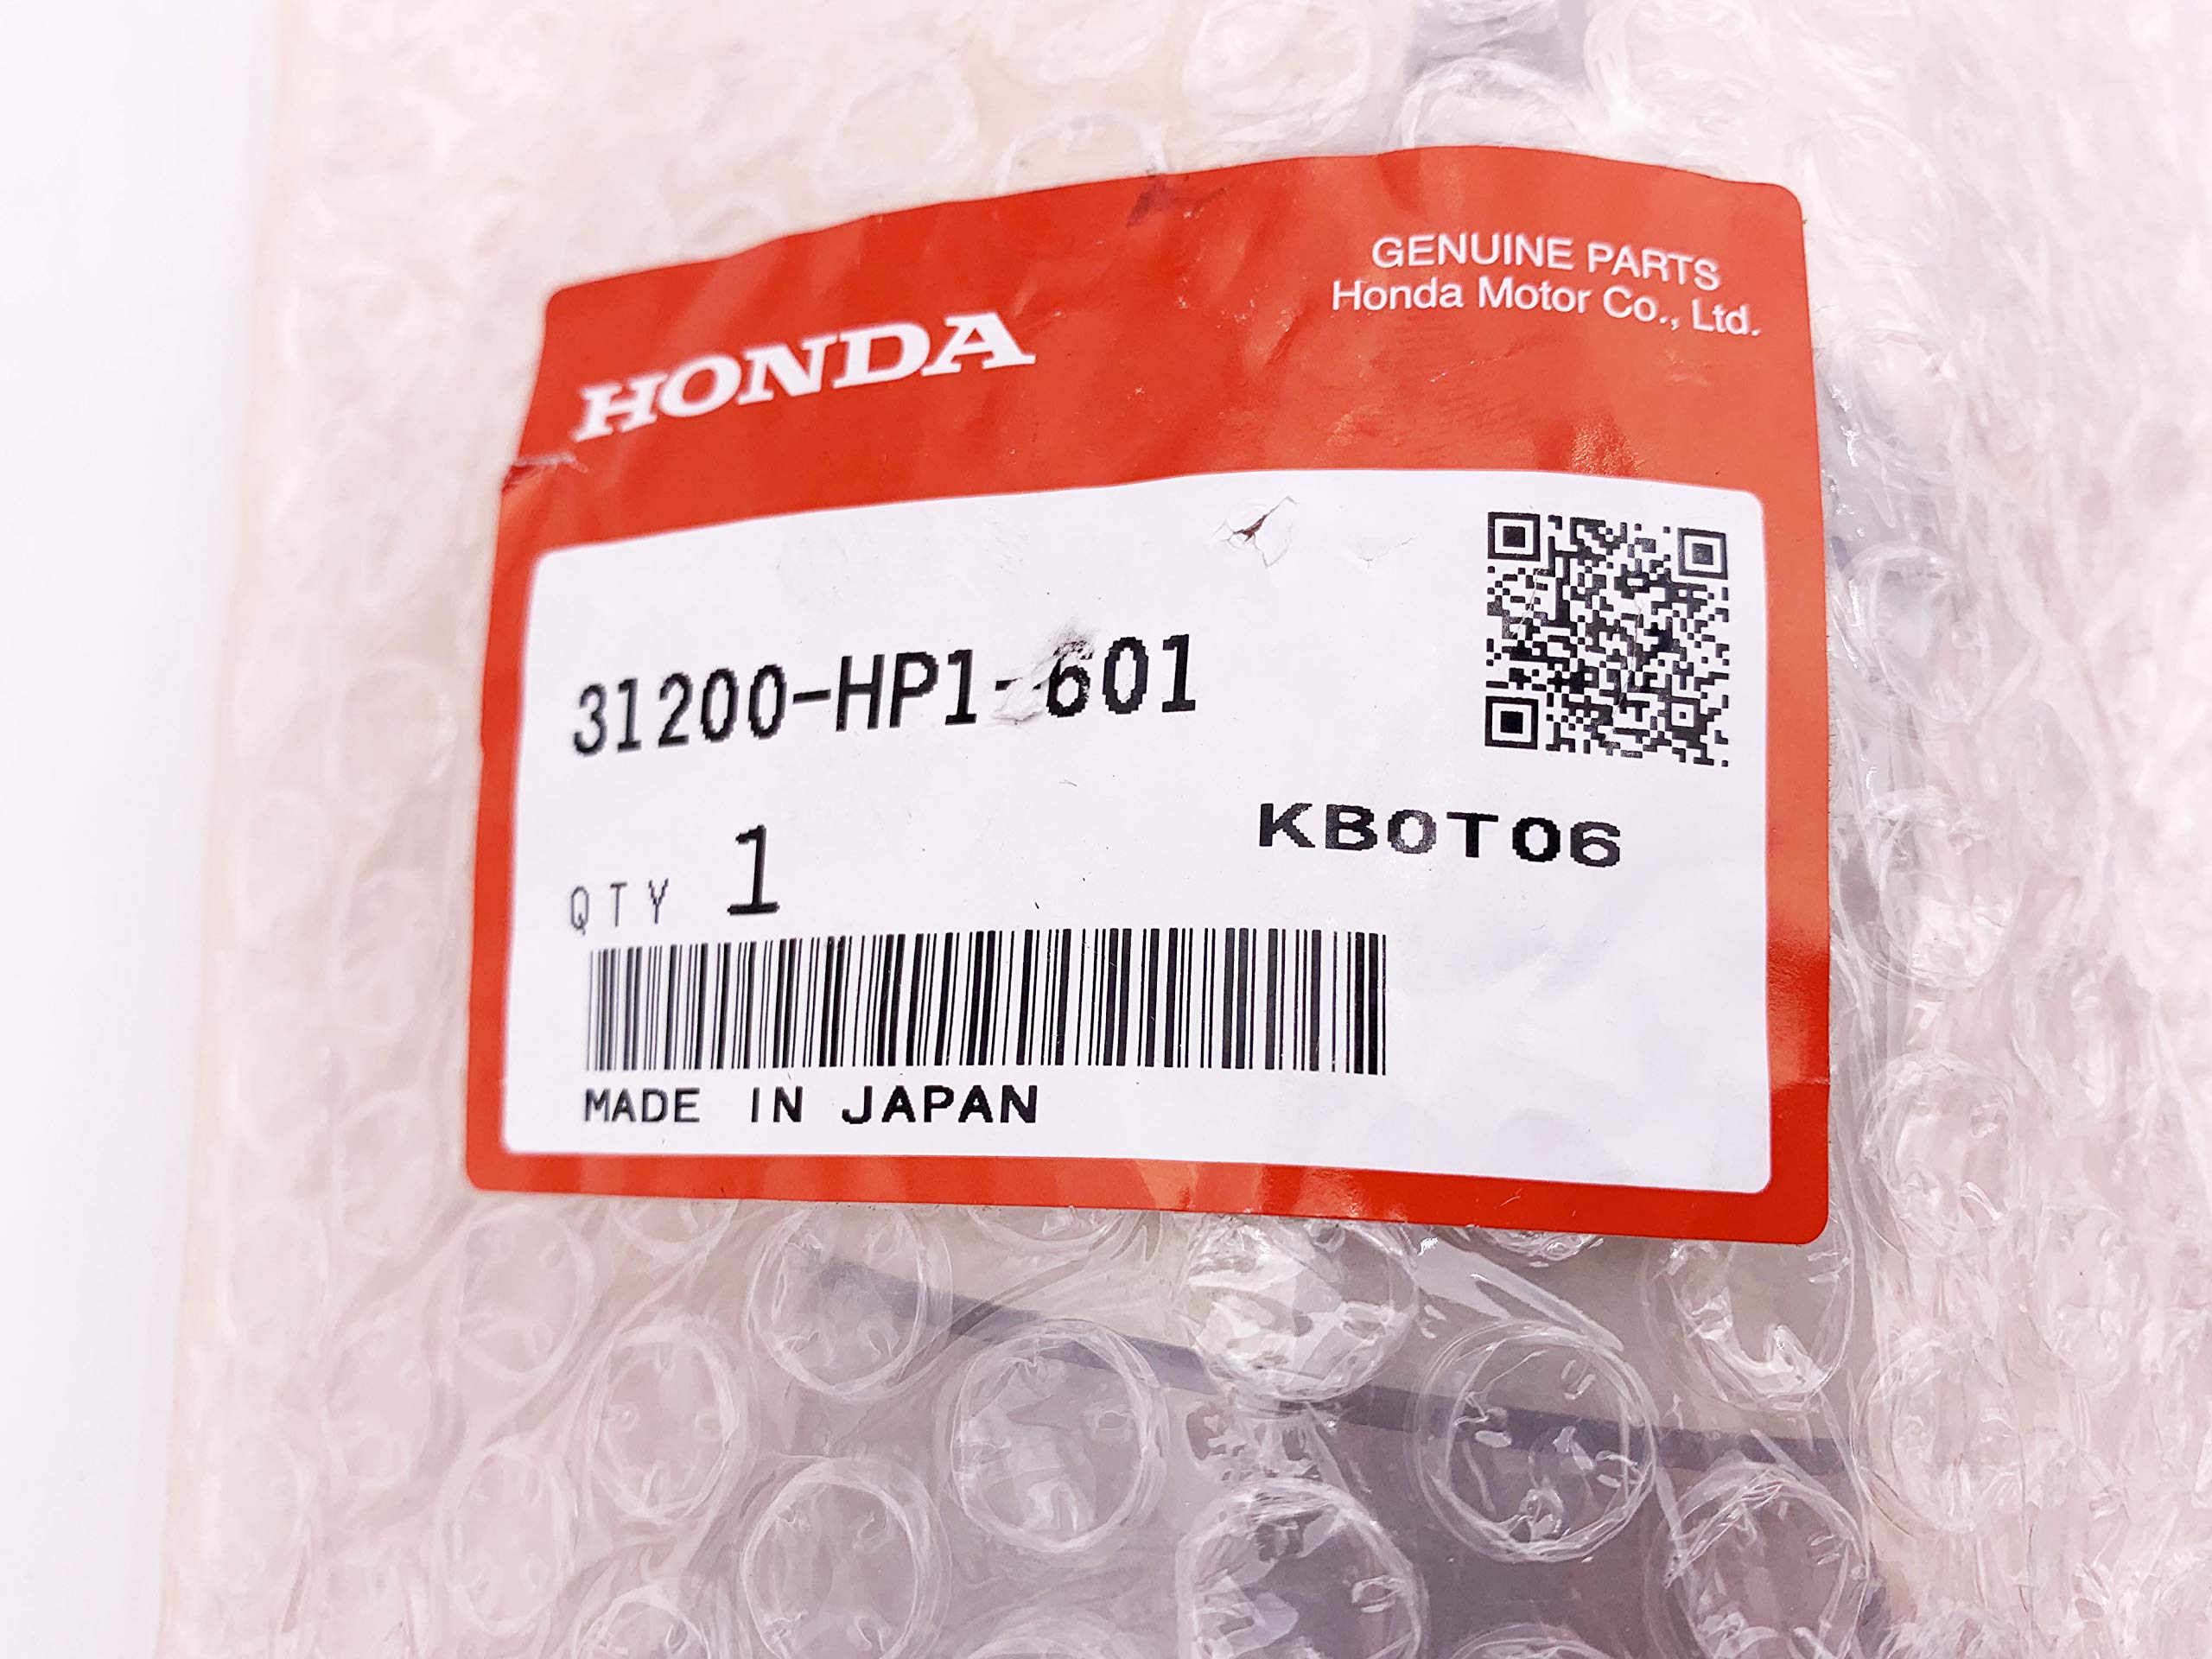 HONDA
GENUINE PARTS
Honda Motor Co., Ltd.
31200-HP1-601
KB0T06
QTY 1
MADE IN JAPAN